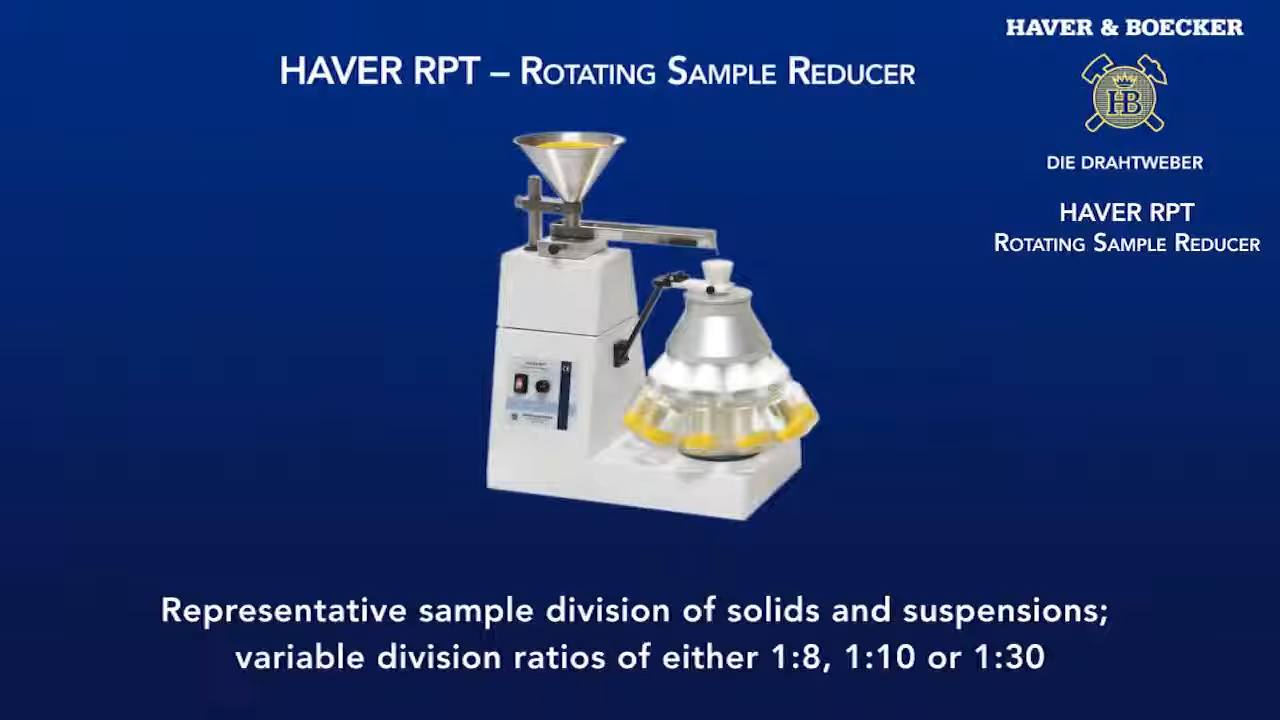 HAVER & BOECKER
HAVER RPT – ROTATING SAMPLE REDUCER
HB
DIE DRAHTWEBER
HAVER RPT
ROTATING SAMPLE REDUCER
Representative sample division of solids and suspensions;
variable division ratios of either 1:8, 1:10 or 1:30